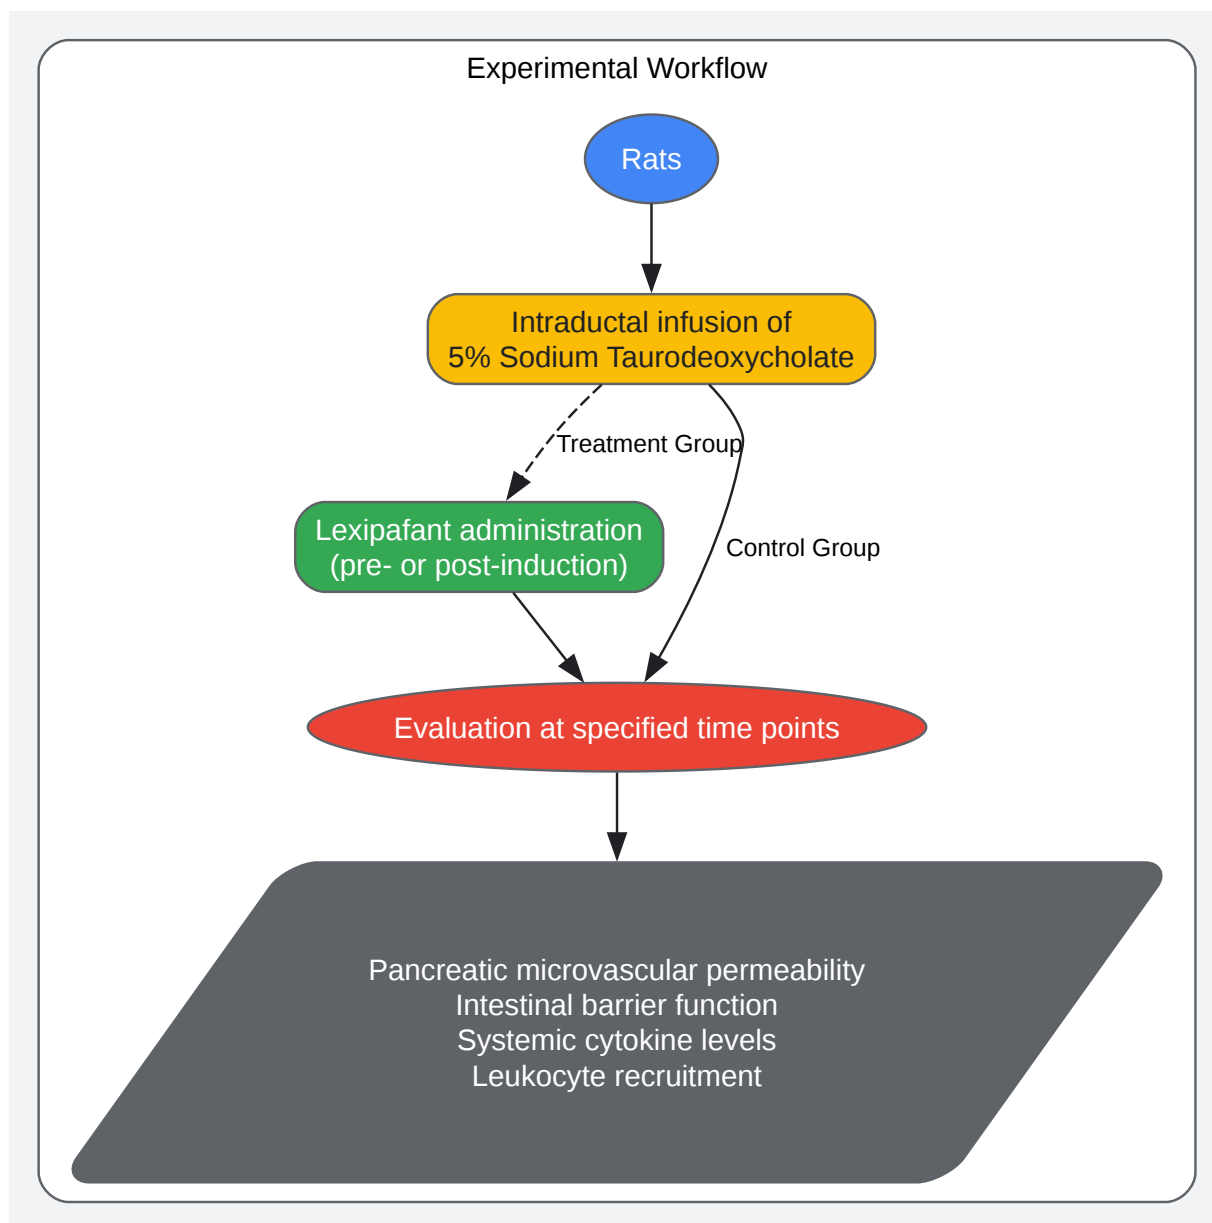 Experimental Workflow
Rats
Intraductal infusion of
5% Sodium Taurodeoxycholate
Treatment Group
Lexipafant administration
(pre- or post-induction)
Control Group
Evaluation at specified time points
Pancreatic microvascular permeability
Intestinal barrier function
Systemic cytokine levels
Leukocyte recruitment